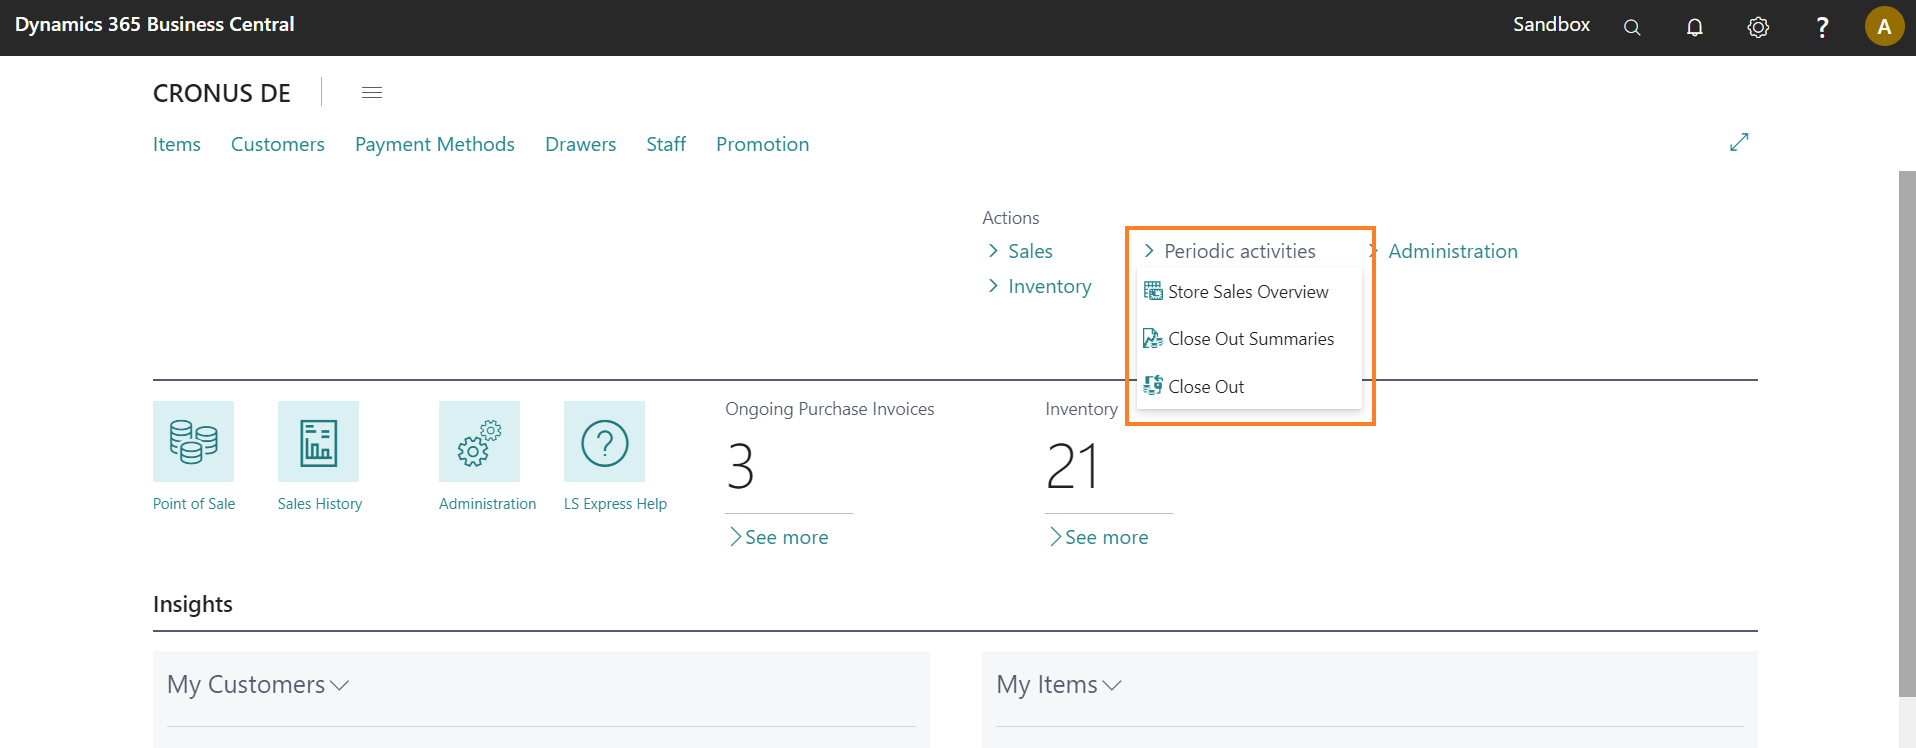 Dynamics 365 Business Central
Sandbox
?
A
CRONUS DE
Items
Customers
Payment Methods
Drawers
Staff
Promotion
Actions
Sales
Periodic activities
Administration
Inventory
Store Sales Overview
Close Out Summaries
Close Out
Point of Sale
Sales History
Administration
?
LS Express Help
Ongoing Purchase Invoices
3
See more
Inventory
21
See more
Insights
My Customers
My Items